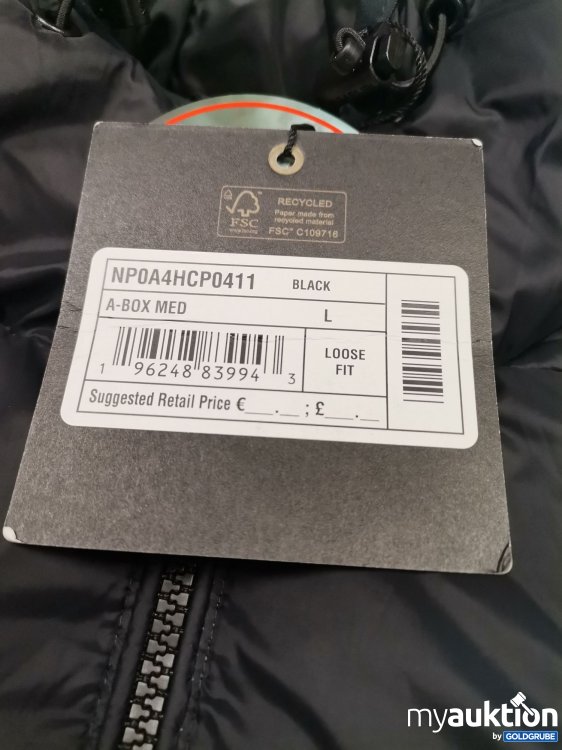 RECYCLED
Paper made from
recycled material
FSC
FSC® C109716
NP0A4HCP0411 BLACK
A-BOX MED L
1 96248 83994 3
LOOSE
FIT
Suggested Retail Price €___.__ ; £___.__
myauktion
by GOLDGRUBE